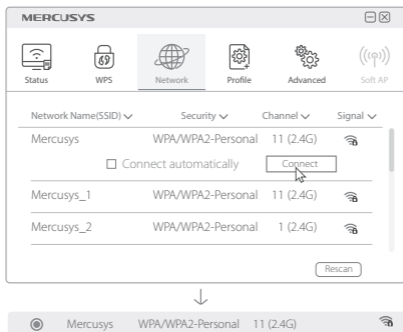 MERCUSYS
Status WPS Network Profile Advanced Soft AP
Network Name(SSID) Security Channel Signal
Mercusys WPA/WPA2-Personal 11 (2.4G)
Connect automatically Connect
Mercusys_1 WPA/WPA2-Personal 11 (2.4G)
Mercusys_2 WPA/WPA2-Personal 1 (2.4G)
Rescan
Mercusys WPA/WPA2-Personal 11 (2.4G)